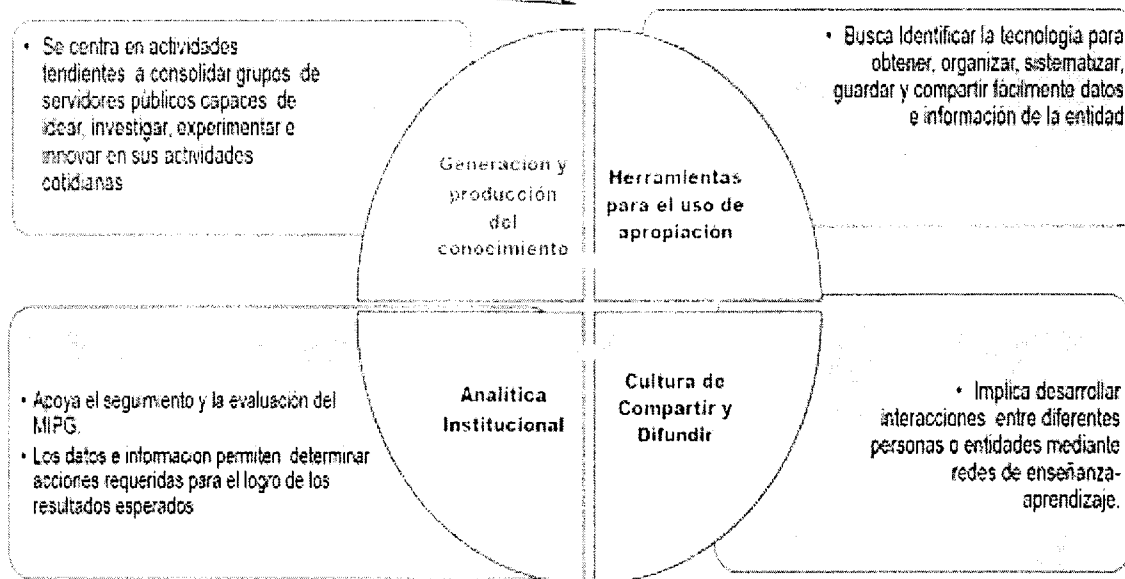 • Se centra en actividades
tendientes a consolidar grupos de
servidores públicos capaces de
idear, investigar, experimentar e
innovar en sus actividades
cotidianas
Generacion y
producción
del
conocimiento
Herramientas
para el uso de
apropiación
• Busca Identificar la tecnología para
obtener, organizar, sistematizar,
guardar y compartir fácilmente datos
e información de la entidad
• Apoya el seguimiento y la evaluación del
MIPG.
• Los datos e informacion permiten determinar
acciones requeridas para el logro de los
resultados esperados
Analítica
Institucional
Cultura de
Compartir y
Difundir
• Implica desarrollar
interacciones entre diferentes
personas o entidades mediante
redes de enseñanza-
aprendizaje.